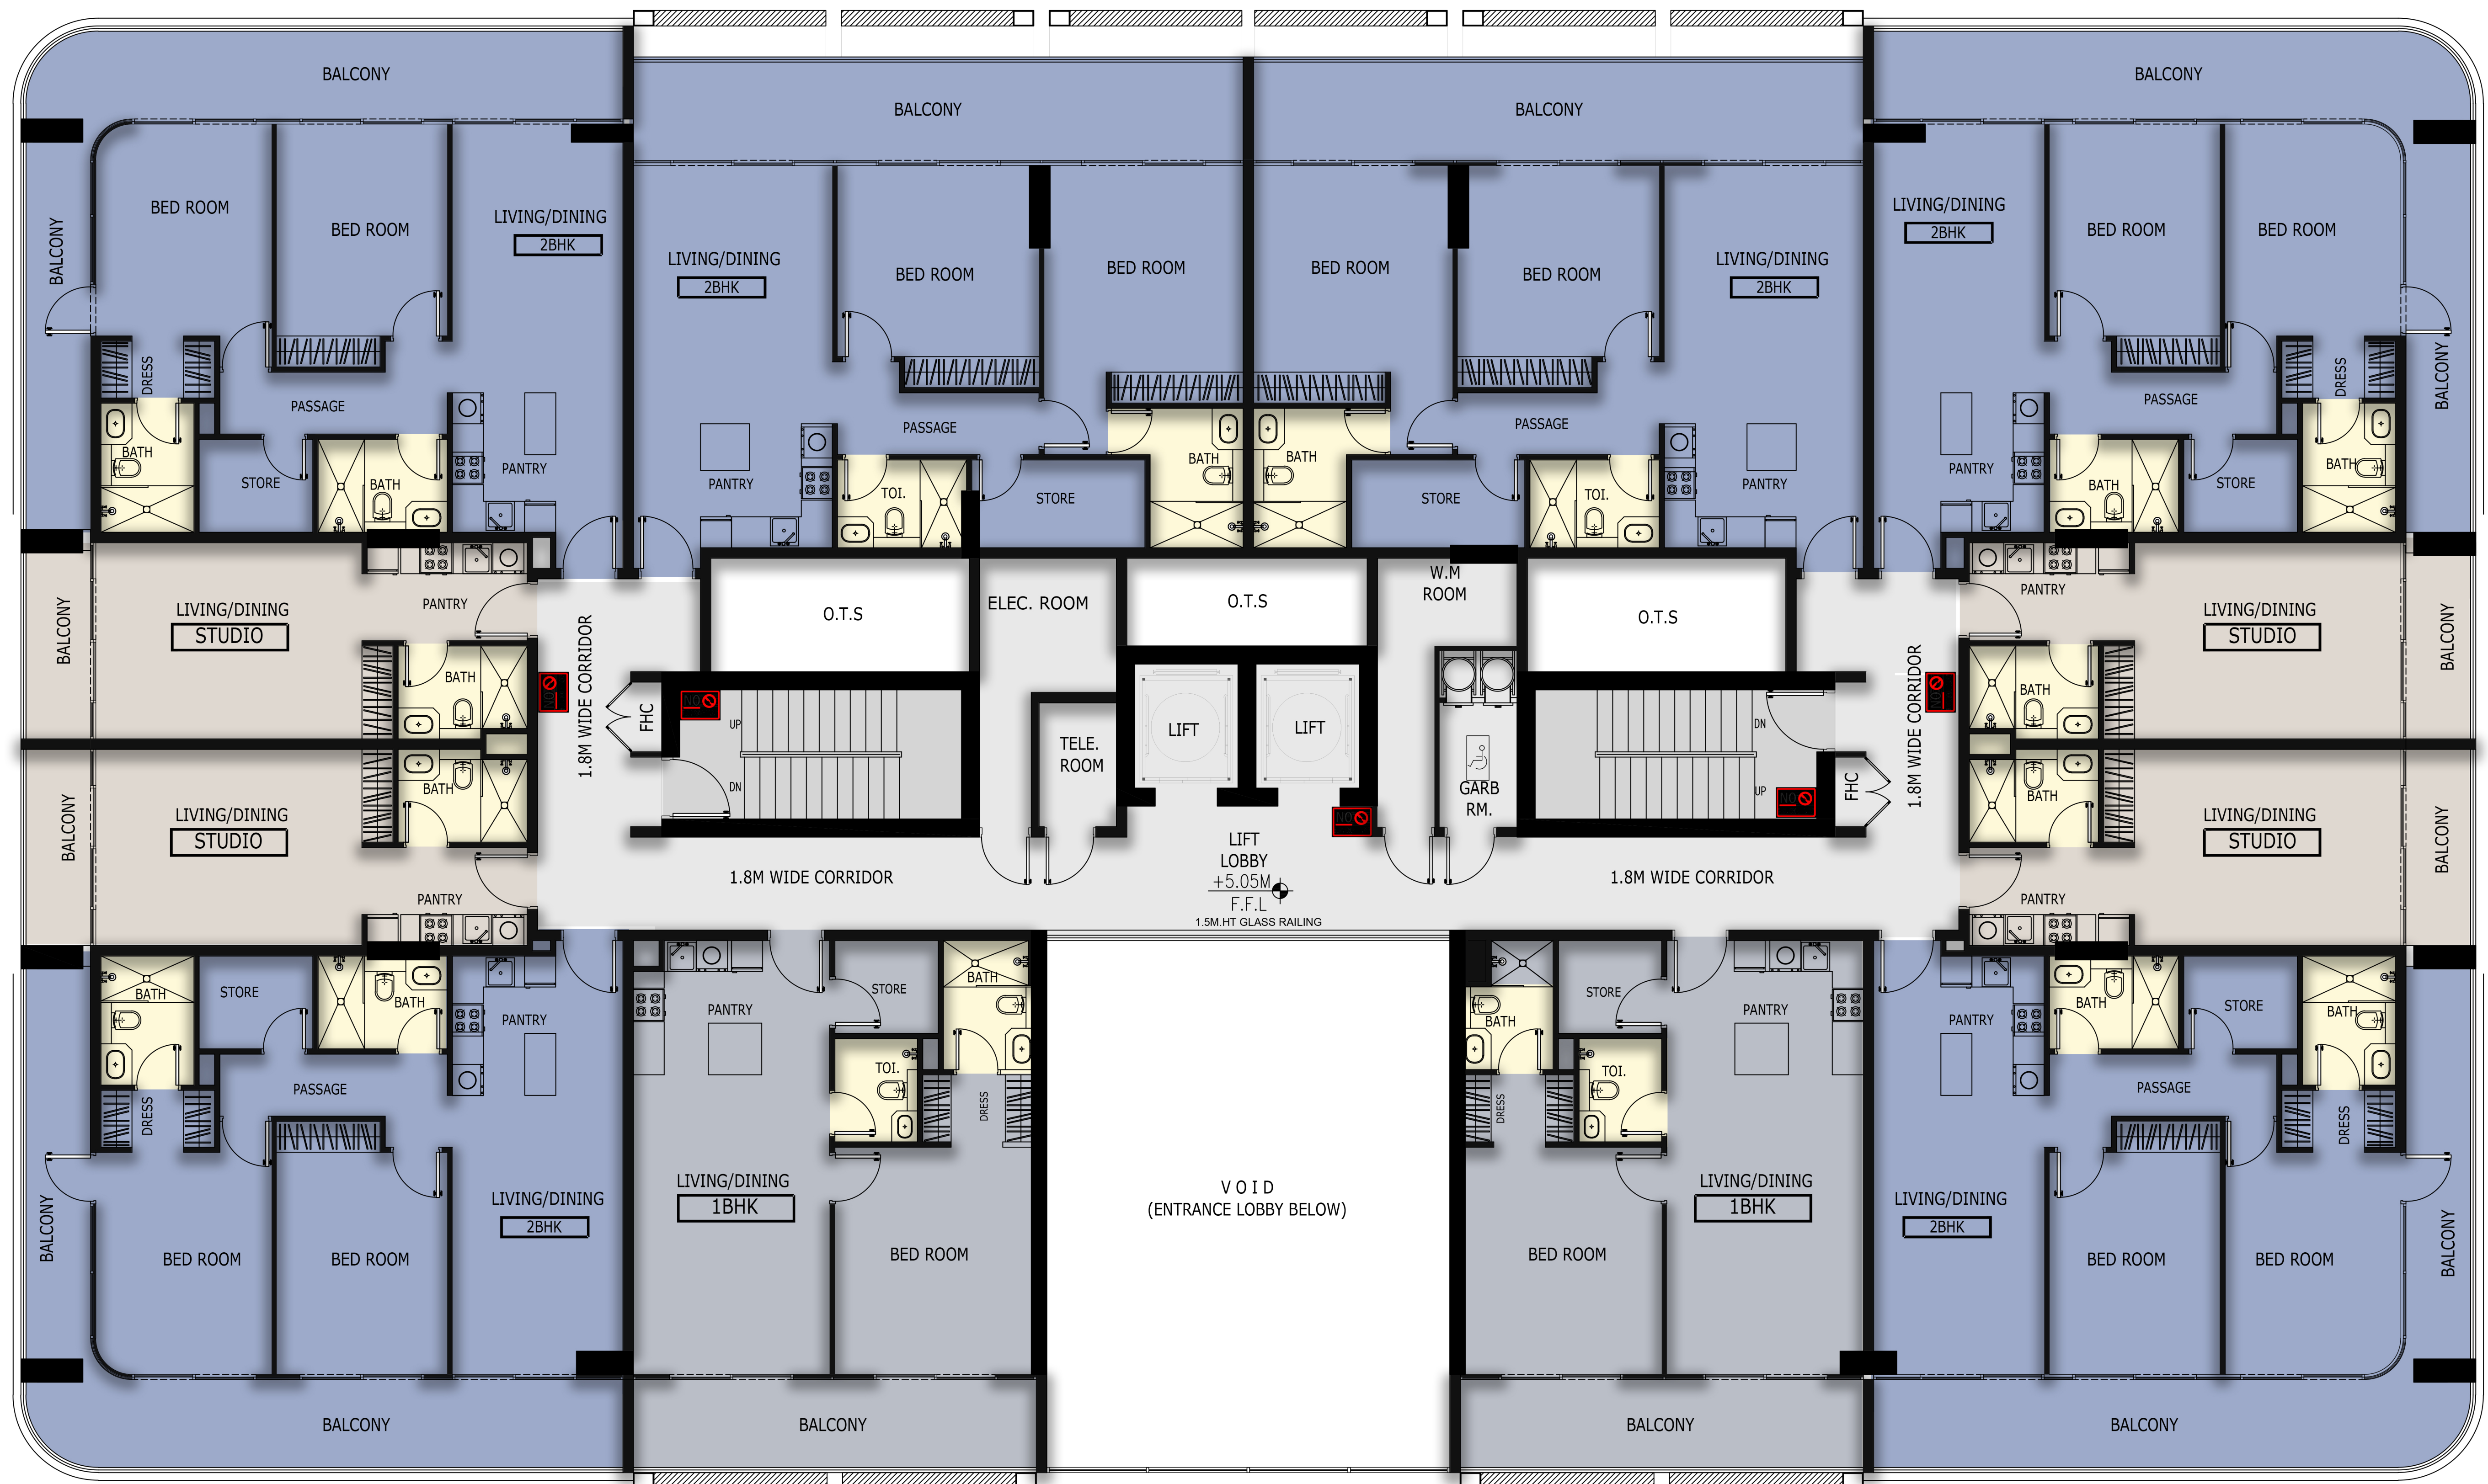 BALCONY
BALCONY
BALCONY
BALCONY
BED ROOM
BED ROOM
LIVING/DINING
2BHK
BALCONY
LIVING/DINING
2BHK
BED ROOM
BED ROOM
BED ROOM
BED ROOM
LIVING/DINING
2BHK
LIVING/DINING
2BHK
BED ROOM
BED ROOM
BALCONY
DRESS
PASSAGE
BATH
STORE
BATH
PANTRY
PANTRY
PASSAGE
TOI.
STORE
BATH
BATH
STORE
PASSAGE
TOI.
PANTRY
PANTRY
PASSAGE
BATH
STORE
DRESS
BATH
BALCONY
LIVING/DINING
STUDIO
PANTRY
BATH
1.8M WIDE CORRIDOR
O.T.S
ELEC. ROOM
O.T.S
W.M
ROOM
O.T.S
1.8M WIDE CORRIDOR
PANTRY
BATH
LIVING/DINING
STUDIO
BALCONY
NO
FHC
NO
UP
DN
TELE.
ROOM
LIFT
LIFT
GARB
RM.
NO
DN
UP
NO
FHC
NO
BALCONY
LIVING/DINING
STUDIO
BATH
PANTRY
1.8M WIDE CORRIDOR
LIFT
LOBBY
+5.05M
F.F.L
1.5M.HT GLASS RAILING
1.8M WIDE CORRIDOR
BATH
PANTRY
LIVING/DINING
STUDIO
BALCONY
BATH
STORE
BATH
PANTRY
PASSAGE
DRESS
PANTRY
STORE
BATH
TOI.
DRESS
BATH
STORE
TOI.
DRESS
PANTRY
PANTRY
BATH
STORE
BATH
PASSAGE
DRESS
BALCONY
BED ROOM
BED ROOM
LIVING/DINING
2BHK
LIVING/DINING
1BHK
BED ROOM
VOID
(ENTRANCE LOBBY BELOW)
BED ROOM
LIVING/DINING
1BHK
LIVING/DINING
2BHK
BED ROOM
BED ROOM
BALCONY
BALCONY
BALCONY
BALCONY
BALCONY